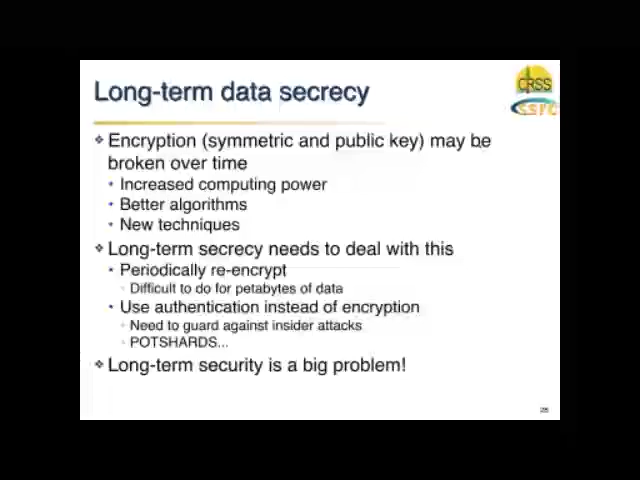 Long-term data secrecy
CRSS
ssrc
❖ Encryption (symmetric and public key) may be
broken over time
• Increased computing power
• Better algorithms
• New techniques
❖ Long-term secrecy needs to deal with this
• Periodically re-encrypt
◦ Difficult to do for petabytes of data
• Use authentication instead of encryption
◦ Need to guard against insider attacks
◦ POTSHARDS...
❖ Long-term security is a big problem!